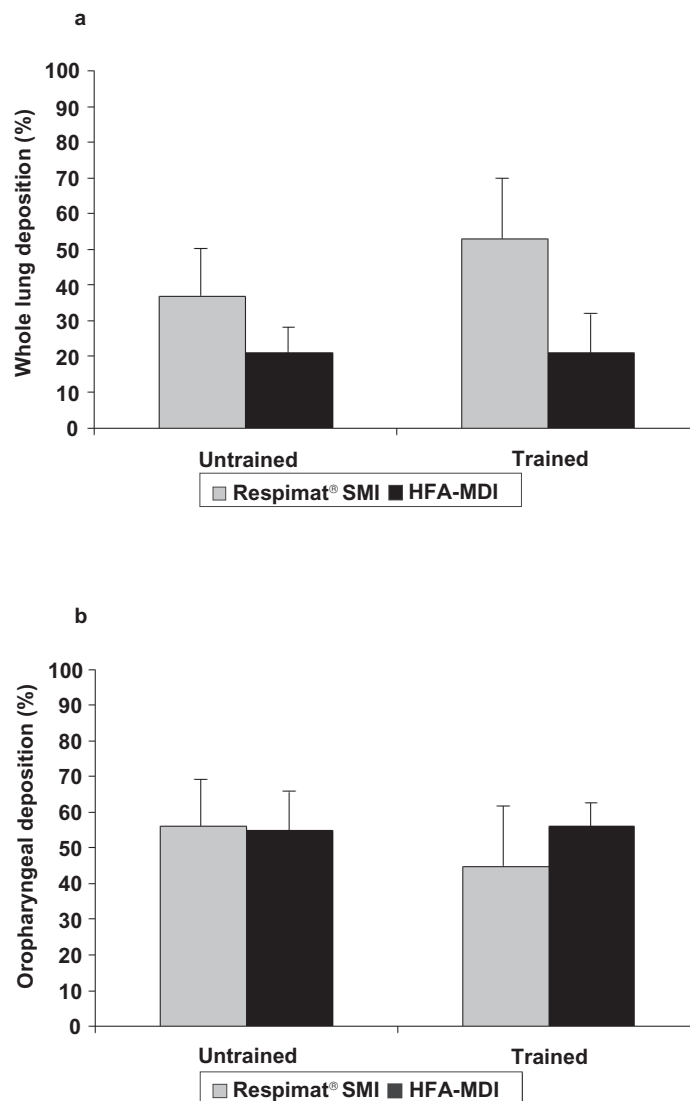 a
Whole lung deposition (%)
100
90
80
70
60
50
40
30
20
10
0
Untrained Trained
Respimat® SMI HFA-MDI
b
Oropharyngeal deposition (%)
100
90
80
70
60
50
40
30
20
10
0
Untrained Trained
Respimat® SMI HFA-MDI